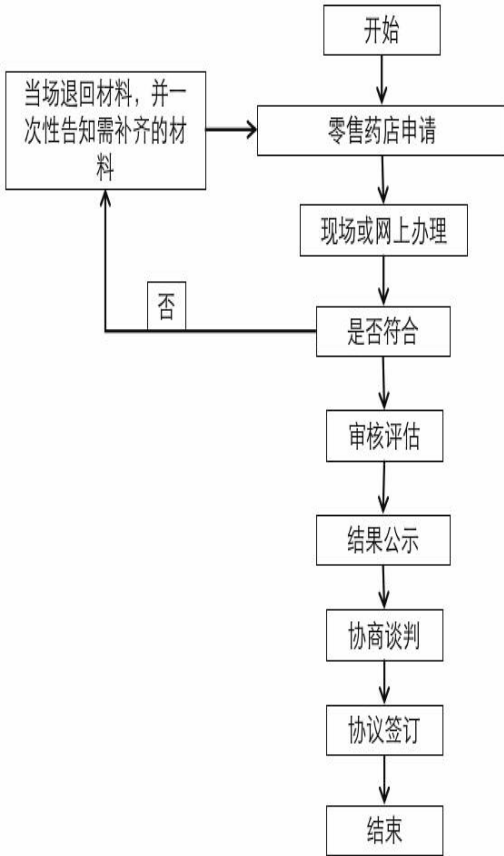 开始
当场退回材料，并一
次性告知需补齐的材
料
零售药店申请
现场或网上办理
否
是否符合
审核评估
结果公示
协商谈判
协议签订
结束